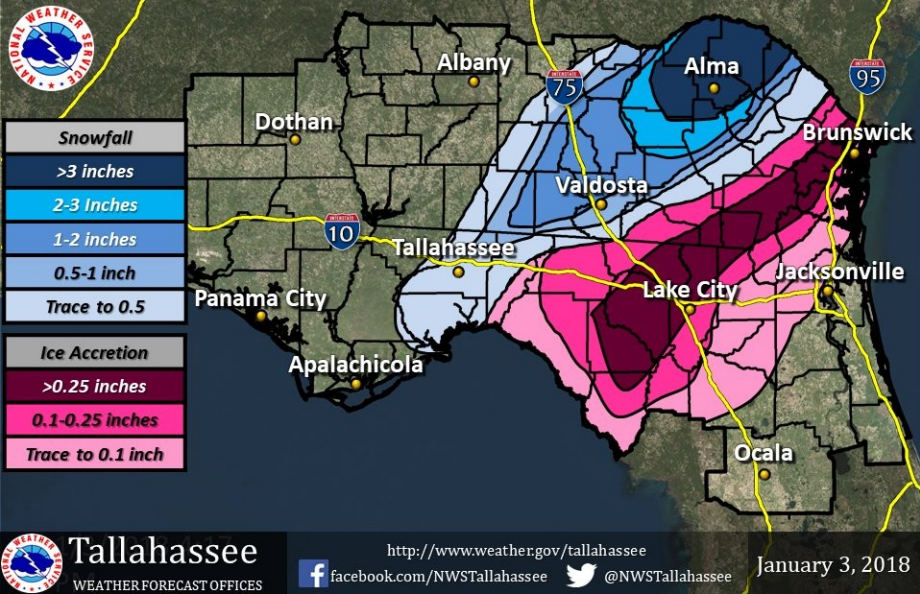 NATIONAL WEATHER SERVICE
Albany
INTERSTATE
75
Alma
INTERSTATE
95
Dothan
Brunswick
Snowfall
>3 inches
2-3 Inches
1-2 inches
0.5-1 inch
Trace to 0.5
Valdosta
INTERSTATE
10
Tallahassee
Jacksonville
Lake City
Panama City
Ice Accretion
>0.25 inches
0.1-0.25 inches
Trace to 0.1 inch
Apalachicola
Ocala
NATIONAL WEATHER SERVICE
Tallahassee
WEATHER FORECAST OFFICES
http://www.weather.gov/tallahassee
facebook.com/NWSTallahassee
@NWSTallahassee
January 3, 2018